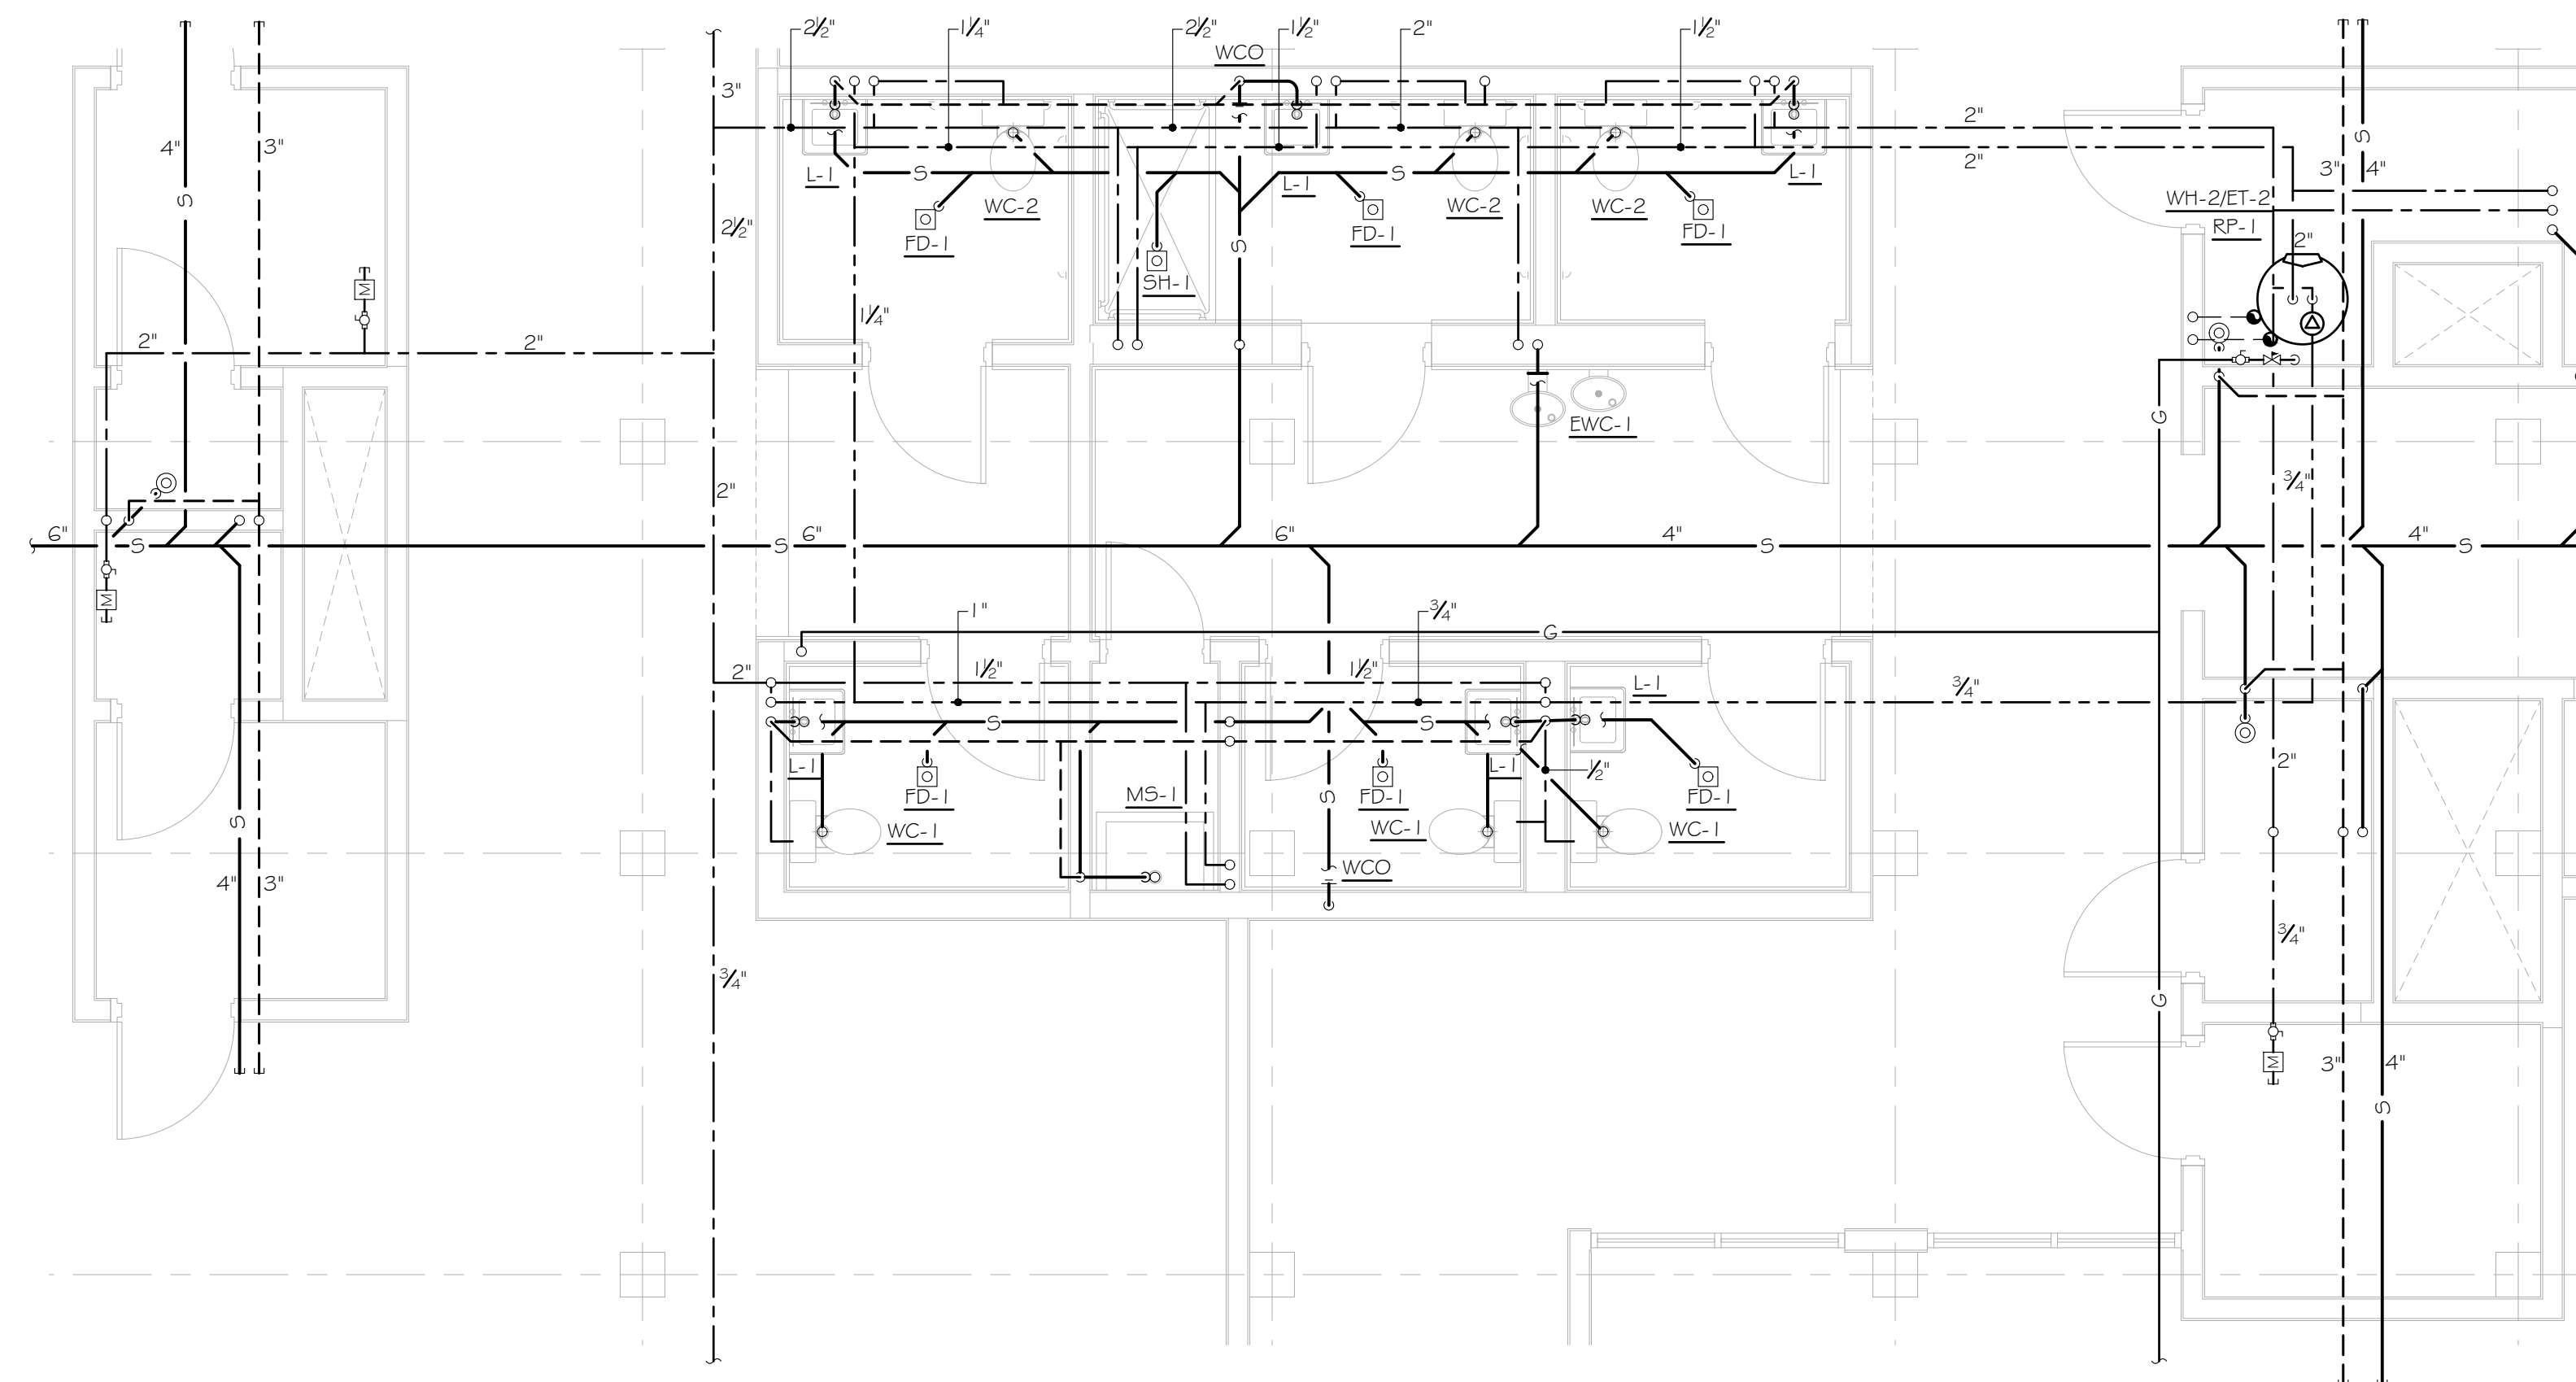 2½" 1¼" 2½" 1½" 2" 1½"
WCO
3"
2"
4" S 3"
2"
S
3" 4"
L-1 S L-1 S L-1
WC-2 WC-2 WC-2
WH-2/ET-2
RP-1
2½"
FD-1 S FD-1 FD-1
2"
SH-1
M
1¼"
2" 2"
G
EWC-1
¾"
2"
6" S S 6" 6" 4" S 4" S
M
1" ¾" G
2" 1½" 1½" L-1 ¾"
S S
L-1 L-1 ½" 2"
FD-1 MS-1 S FD-1 FD-1
S WC-1 WC-1 WC-1
WCO
4" 3"
¾"
¾"
G
M 3" 4"
S